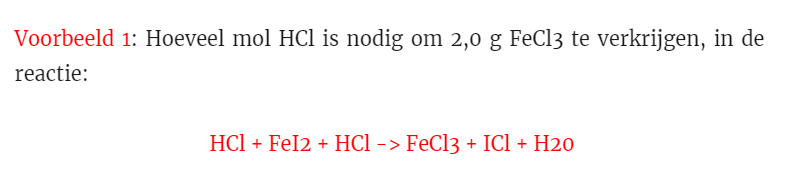 Voorbeeld 1: Hoeveel mol HCl is nodig om 2,0 g FeCl3 te verkrijgen, in de
reactie:
HCl + FeI2 + HCl -> FeCl3 + ICl + H20